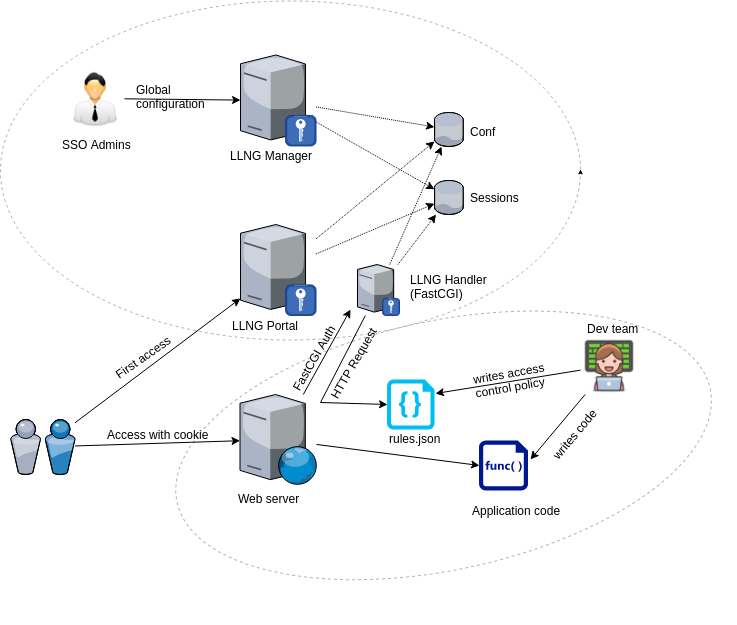 Global
configuration
SSO Admins
LLNG Manager
Conf
Sessions
LLNG Handler
(FastCGI)
LLNG Portal
Dev team
First access
FastCGI Auth
HTTP Request
writes access
control policy
{}
rules.json
writes code
Access with cookie
func( )
Web server
Application code